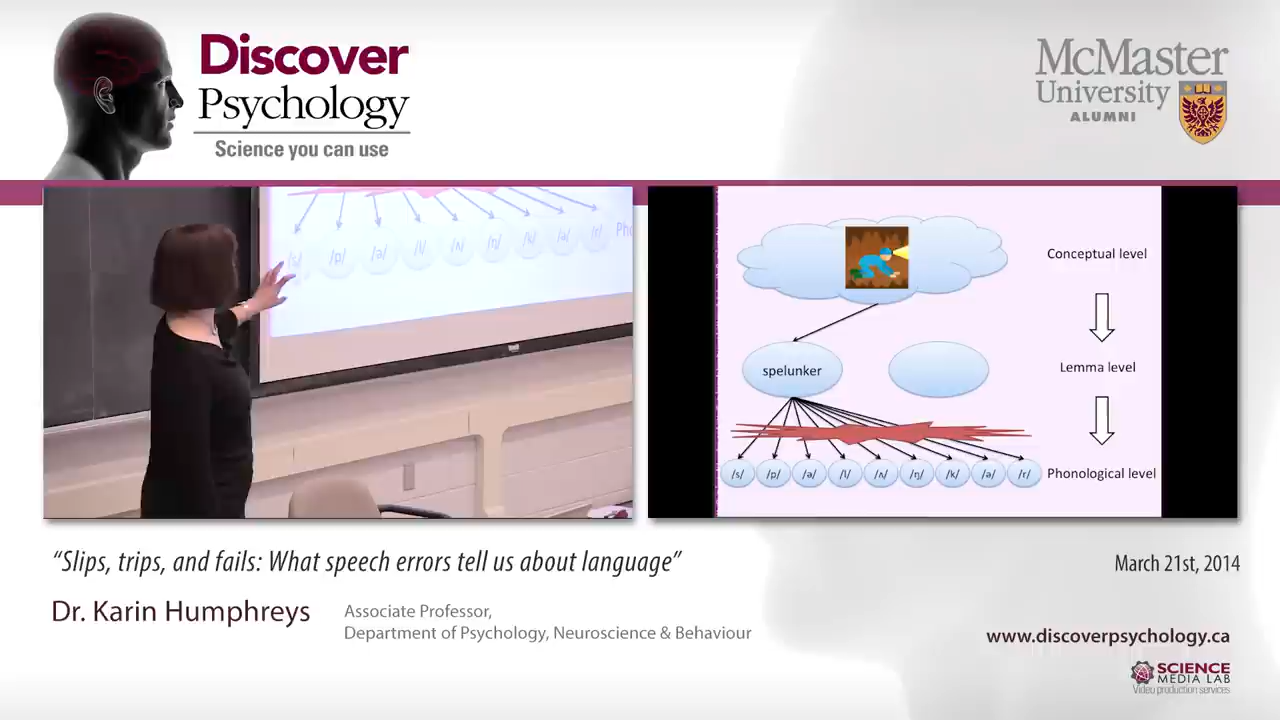 Discover
Psychology
Science you can use
McMaster
University
ALUMNI
/s/ /p/ /ə/ /l/ /ʌ/ /ŋ/ /k/ /ə/ /r/ Pho
Conceptual level
spelunker
Lemma level
/s/ /p/ /ə/ /l/ /ʌ/ /ŋ/ /k/ /ə/ /r/ Phonological level
“Slips, trips, and fails: What speech errors tell us about language”
March 21st, 2014
Dr. Karin Humphreys
Associate Professor,
Department of Psychology, Neuroscience & Behaviour
www.discoverpsychology.ca
SCIENCE
MEDIA LAB
Video production services